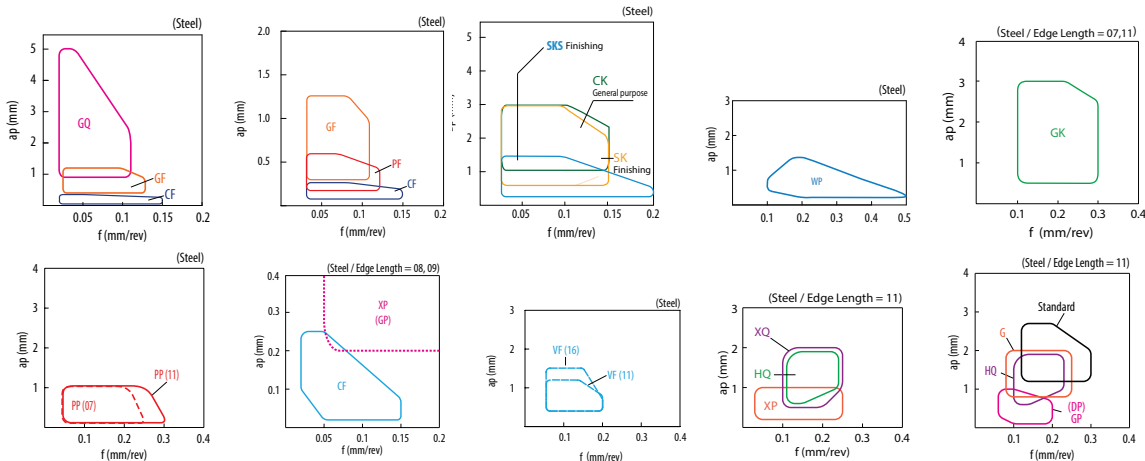 (Steel)
5
4
3
2
1
ap (mm)
GQ
GF
CF
0.05
0.1
0.15
0.2
f (mm/rev)
(Steel)
2.0
1.5
1.0
0.5
ap (mm)
GF
PF
CF
0.05
0.1
0.15
0.2
f (mm/rev)
(Steel)
5
4
3
2
1
SKS Finishing
CK
General purpose
SK
Finishing
0.05
0.1
0.15
0.2
f (mm/rev)
(Steel)
3
2
1
ap (mm)
WP
0.1
0.2
0.3
0.4
0.5
f (mm/rev)
(Steel / Edge Length = 07,11)
4
3
2
1
ap (mm)
GK
0.1
0.2
0.3
0.4
f (mm/rev)
(Steel)
4
3
2
1
ap (mm)
PP (11)
PP (07)
0.1
0.2
0.3
0.4
f (mm/rev)
(Steel / Edge Length = 08, 09)
0.4
0.3
0.2
0.1
ap (mm)
XP
(GP)
CF
0.05
0.1
0.15
0.2
f (mm/rev)
(Steel)
3
2
1
ap (mm)
VF (16)
VF (11)
0.1
0.2
0.3
0.4
f (mm/rev)
(Steel / Edge Length = 11)
3
2
1
ap (mm)
XQ
HQ
XP
0.1
0.2
0.3
0.4
f (mm/rev)
(Steel / Edge Length = 11)
4
3
2
1
ap (mm)
Standard
G
HQ
(DP)
GP
0.1
0.2
0.3
0.4
f (mm/rev)